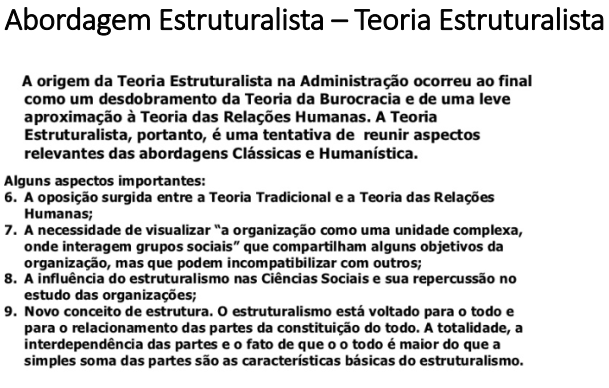 Abordagem Estruturalista – Teoria Estruturalista
A origem da Teoria Estruturalista na Administração ocorreu ao final
como um desdobramento da Teoria da Burocracia e de uma leve
aproximação à Teoria das Relações Humanas. A Teoria
Estruturalista, portanto, é uma tentativa de reunir aspectos
relevantes das abordagens Clássicas e Humanística.
Alguns aspectos importantes:
6. A oposição surgida entre a Teoria Tradicional e a Teoria das Relações
Humanas;
7. A necessidade de visualizar “a organização como uma unidade complexa,
onde interagem grupos sociais” que compartilham alguns objetivos da
organização, mas que podem incompatibilizar com outros;
8. A influência do estruturalismo nas Ciências Sociais e sua repercussão no
estudo das organizações;
9. Novo conceito de estrutura. O estruturalismo está voltado para o todo e
para o relacionamento das partes da constituição do todo. A totalidade, a
interdependência das partes e o fato de que o o todo é maior do que a
simples soma das partes são as características básicas do estruturalismo.